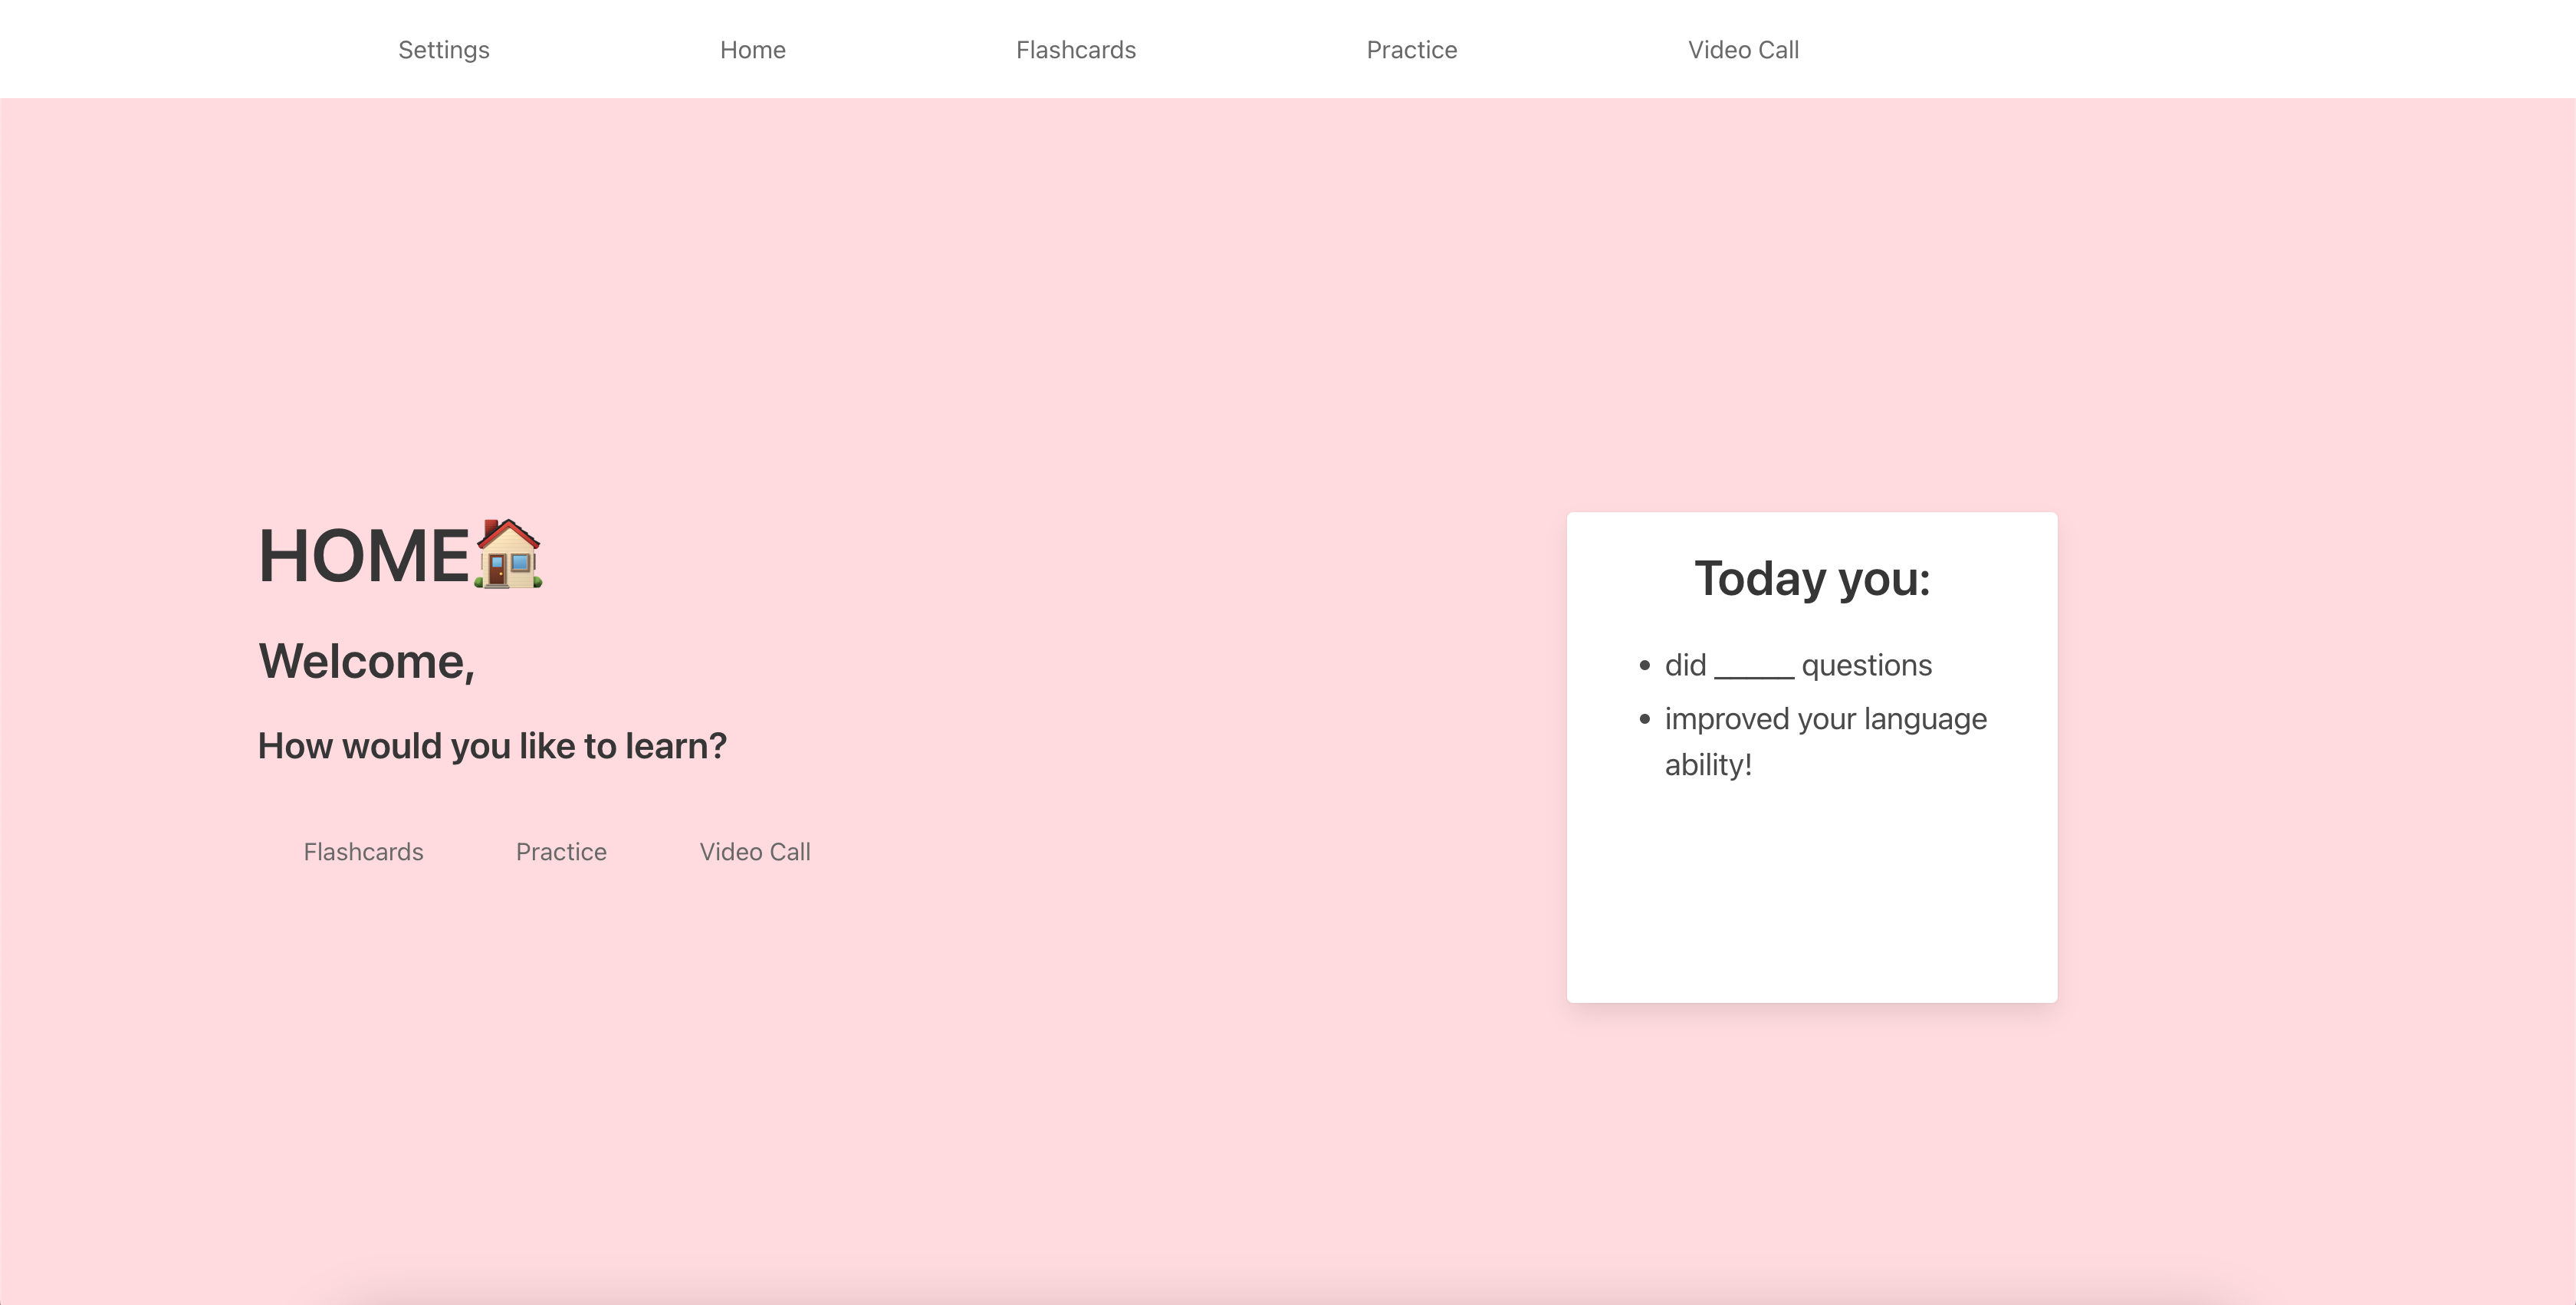 Settings Home Flashcards Practice Video Call
HOME🏠
Welcome,
How would you like to learn?
Flashcards Practice Video Call
Today you:
• did _____ questions
• improved your language
ability!